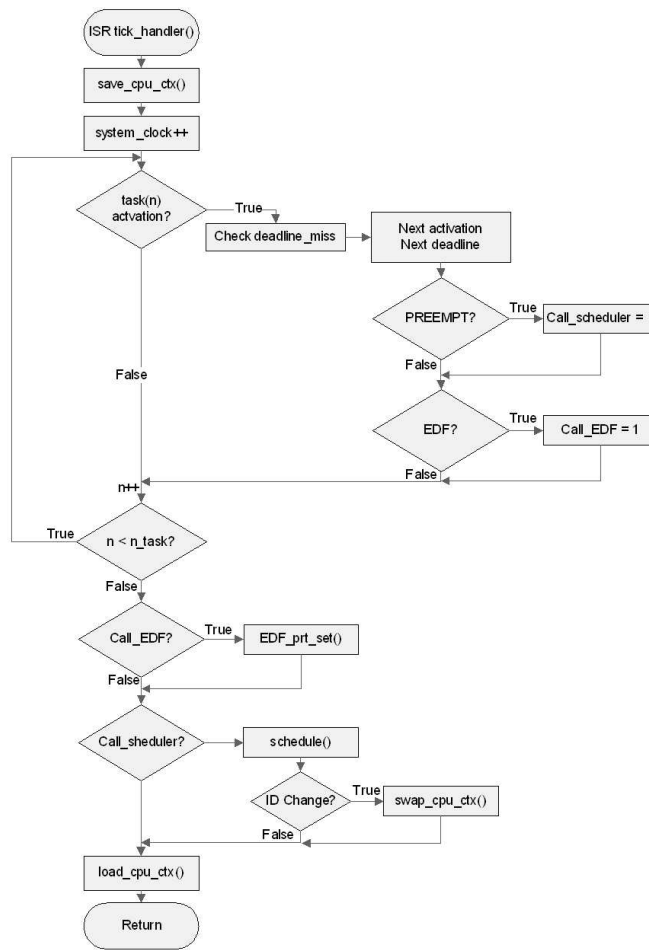 ISR tick_handler()
save_cpu_ctx()
system_clock++
task(n)
actvation?
True
Check deadline_miss
Next activation
Next deadline
PREEMPT?
True
Call_scheduler =
False
False
EDF?
True
Call_EDF = 1
False
n++
True
n < n_task?
False
Call_EDF?
True
EDF_prt_set()
False
Call_sheduler?
schedule()
ID Change?
True
swap_cpu_ctx()
False
load_cpu_ctx()
Return